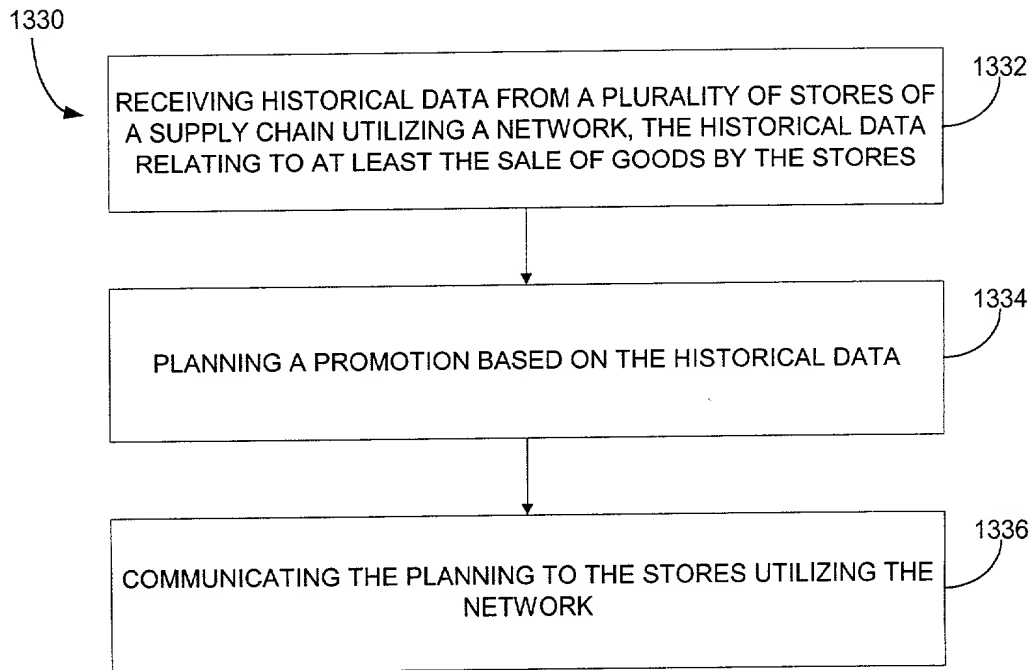 1330
1332
RECEIVING HISTORICAL DATA FROM A PLURALITY OF STORES OF
A SUPPLY CHAIN UTILIZING A NETWORK, THE HISTORICAL DATA
RELATING TO AT LEAST THE SALE OF GOODS BY THE STORES
1334
PLANNING A PROMOTION BASED ON THE HISTORICAL DATA
1336
COMMUNICATING THE PLANNING TO THE STORES UTILIZING THE
NETWORK